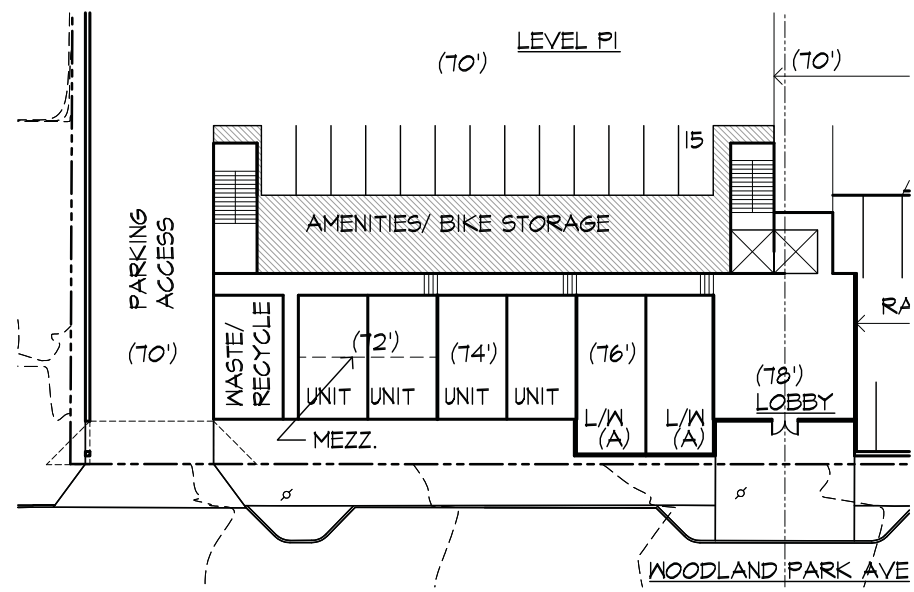 LEVEL P1
(70')
(70')
15
AMENITIES/ BIKE STORAGE
PARKING
ACCESS
(70')
WASTE/
RECYCLE
(72')
(74')
(76')
(78')
LOBBY
UNIT
UNIT
UNIT
UNIT
L/W
(A)
L/W
(A)
MEZZ.
RA
WOODLAND PARK AVE